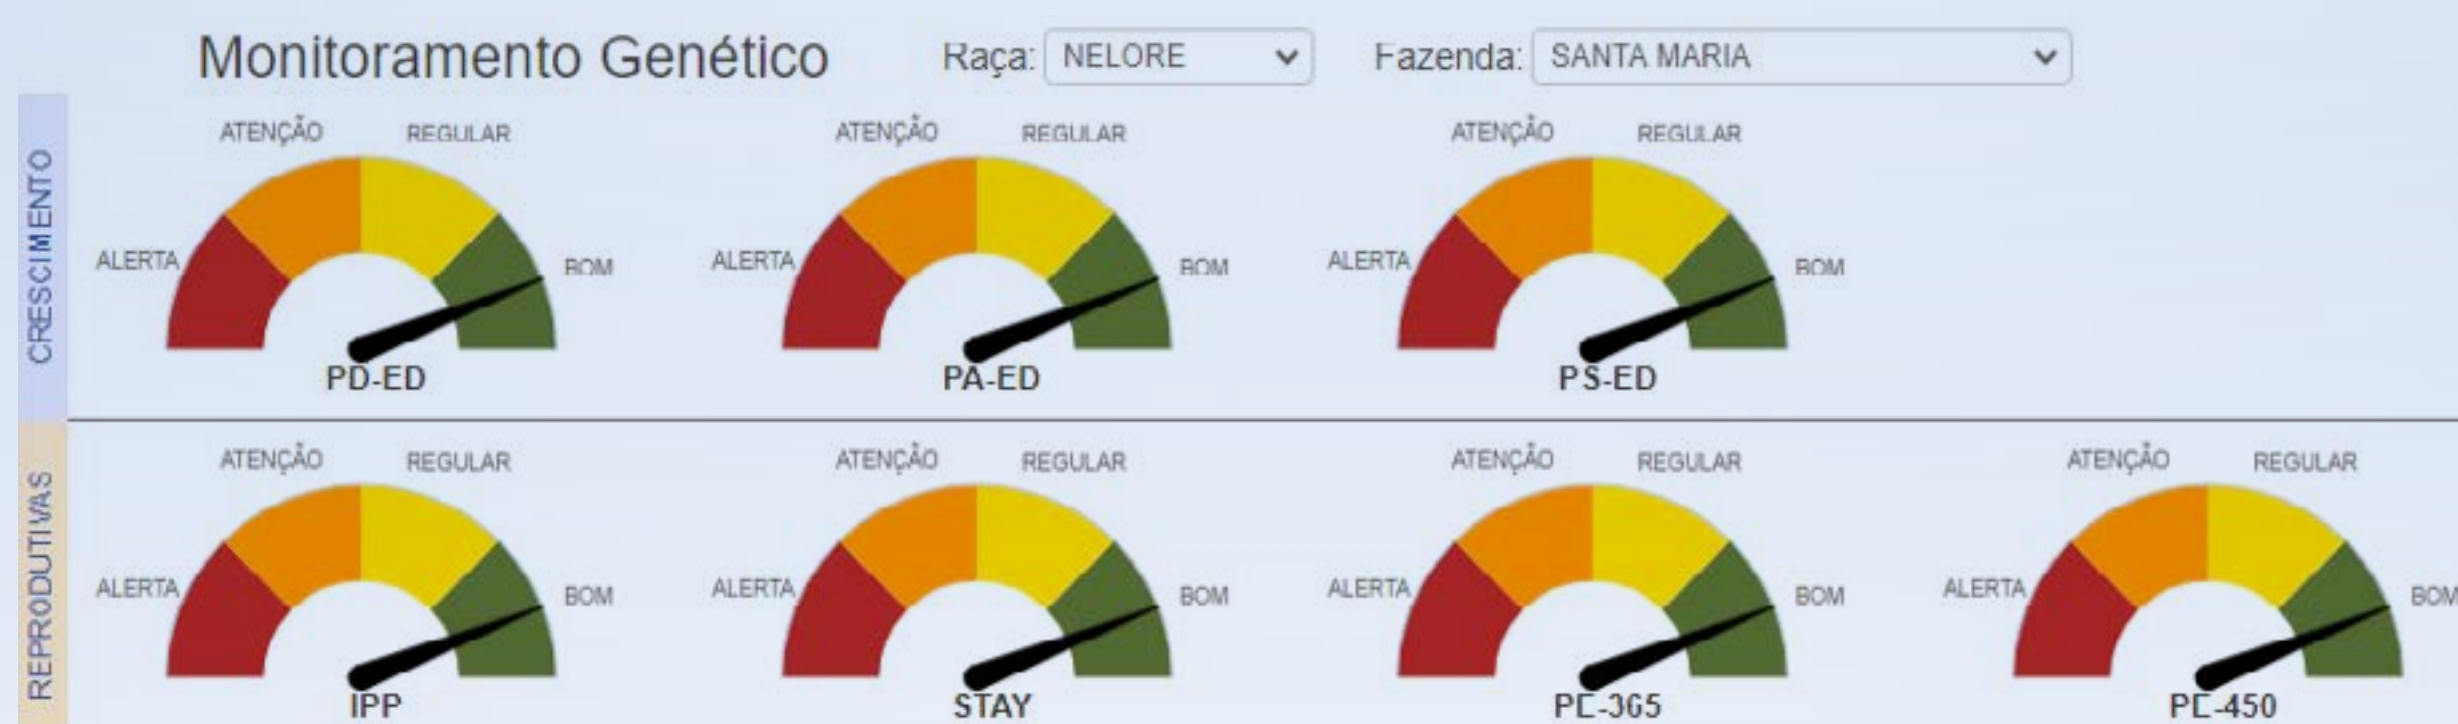 Monitoramento Genético Raça: NELORE Fazenda: SANTA MARIA
CRESCIMENTO
ATENÇÃO REGULAR ATENÇÃO REGULAR ATENÇÃO REGULAR
ALERTA BOM ALERTA BOM ALERTA BOM
PD-ED PA-ED PS-ED
REPRODUTIVAS
ATENÇÃO REGULAR ATENÇÃO REGULAR ATENÇÃO REGULAR ATENÇÃO REGULAR
ALERTA BOM ALERTA BOM ALERTA BOM ALERTA BOM
IPP STAY PE-365 PE-450